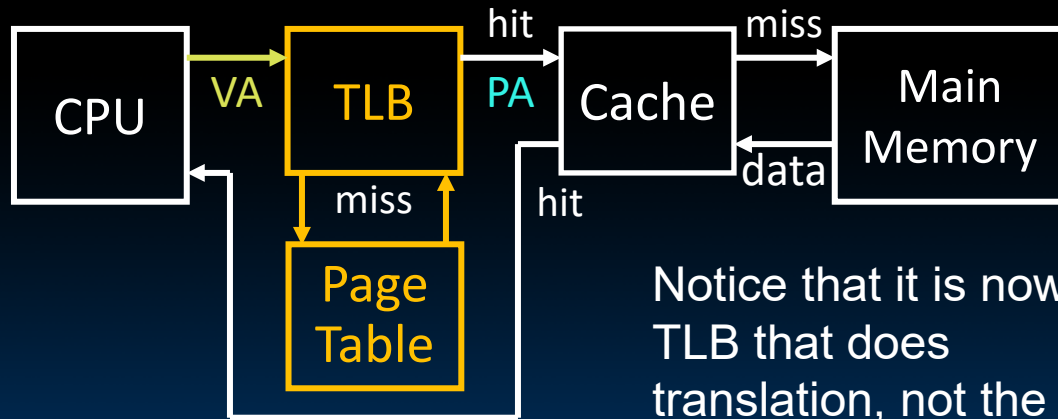 hit
miss
CPU
VA
TLB
PA
Cache
Main
Memory
miss
hit
data
Page
Table
Notice that it is now
TLB that does
translation, not the